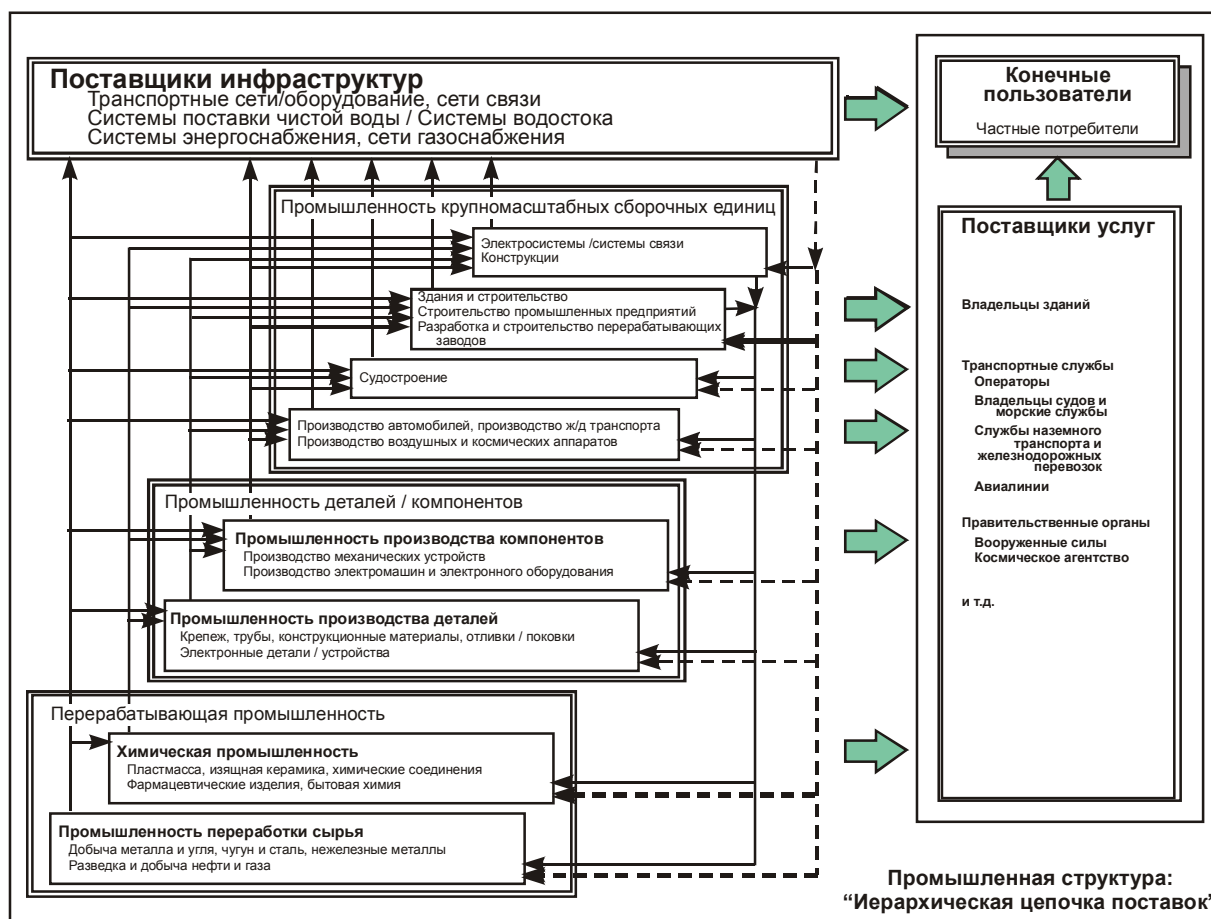 Поставщики инфраструктур
Транспортные сети/оборудование, сети связи
Системы поставки чистой воды / Системы водостока
Системы энергоснабжения, сети газоснабжения
Промышленность крупномасштабных сборочных единиц
Электросистемы /системы связи
Конструкции
Здания и строительство
Строительство промышленных предприятий
Разработка и строительство перерабатывающих
заводов
Судостроение
Производство автомобилей, производство ж/д транспорта
Производство воздушных и космических аппаратов
Промышленность деталей / компонентов
Промышленность производства компонентов
Производство механических устройств
Производство электромашин и электронного оборудования
Промышленность производства деталей
Крепеж, трубы, конструкционные материалы, отливки / поковки
Электронные детали / устройства
Перерабатывающая промышленность
Химическая промышленность
Пластмасса, изящная керамика, химические соединения
Фармацевтические изделия, бытовая химия
Промышленность переработки сырья
Добыча металла и угля, чугун и сталь, нежелезные металлы
Разведка и добыча нефти и газа
Конечные
пользователи
Частные потребители
Поставщики услуг
Владельцы зданий
Транспортные службы
Операторы
Владельцы судов и
морские службы
Службы наземного
транспорта и
железнодорожных
перевозок
Авиалинии
Правительственные органы
Вооруженные силы
Космическое агентство
и т.д.
Промышленная структура:
“Иерархическая цепочка поставок”